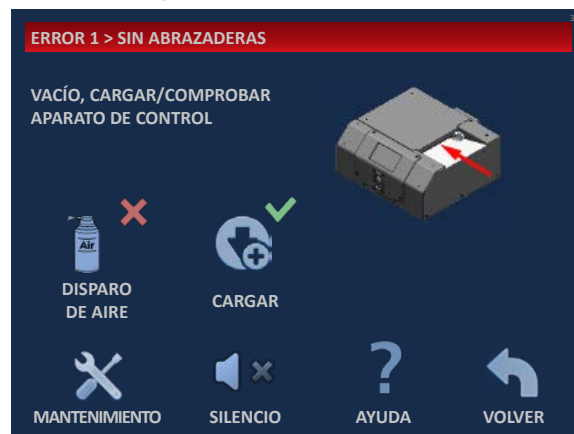 ERROR 1 > SIN ABRAZADERAS
VACÍO, CARGAR/COMPROBAR
APARATO DE CONTROL
Air
DISPARO
DE AIRE
CARGAR
MANTENIMIENTO
SILENCIO
AYUDA
VOLVER